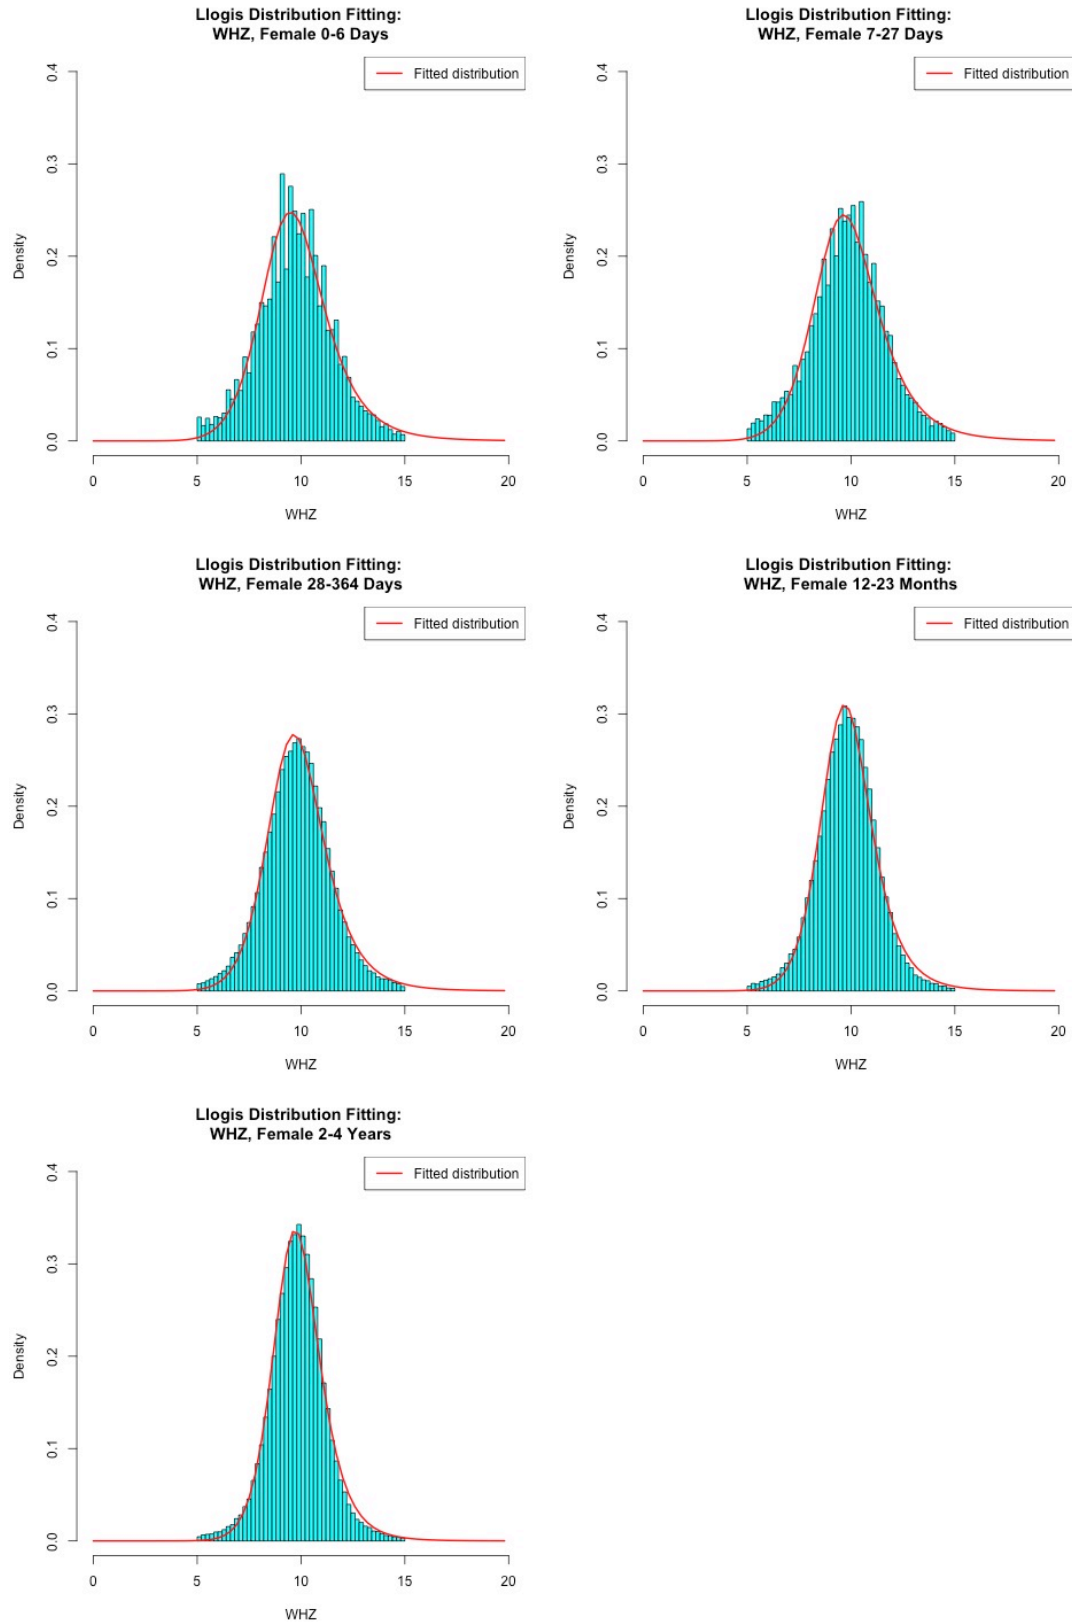 Llogis Distribution Fitting:
WHZ, Female 0-6 Days
Fitted distribution
Density
0.0
0.1
0.2
0.3
0.4
0 5 10 15 20
WHZ
Llogis Distribution Fitting:
WHZ, Female 7-27 Days
Fitted distribution
Density
0.0
0.1
0.2
0.3
0.4
0 5 10 15 20
WHZ
Llogis Distribution Fitting:
WHZ, Female 28-364 Days
Fitted distribution
Density
0.0
0.1
0.2
0.3
0.4
0 5 10 15 20
WHZ
Llogis Distribution Fitting:
WHZ, Female 12-23 Months
Fitted distribution
Density
0.0
0.1
0.2
0.3
0.4
0 5 10 15 20
WHZ
Llogis Distribution Fitting:
WHZ, Female 2-4 Years
Fitted distribution
Density
0.0
0.1
0.2
0.3
0.4
0 5 10 15 20
WHZ